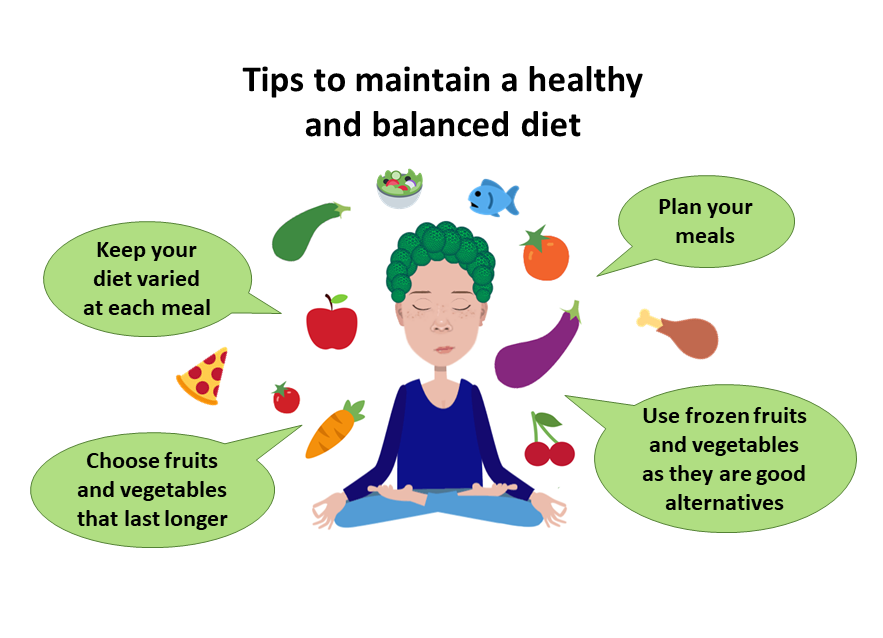 Tips to maintain a healthy
and balanced diet
Keep your
diet varied
at each meal
Plan your
meals
Choose fruits
and vegetables
that last longer
Use frozen fruits
and vegetables
as they are good
alternatives